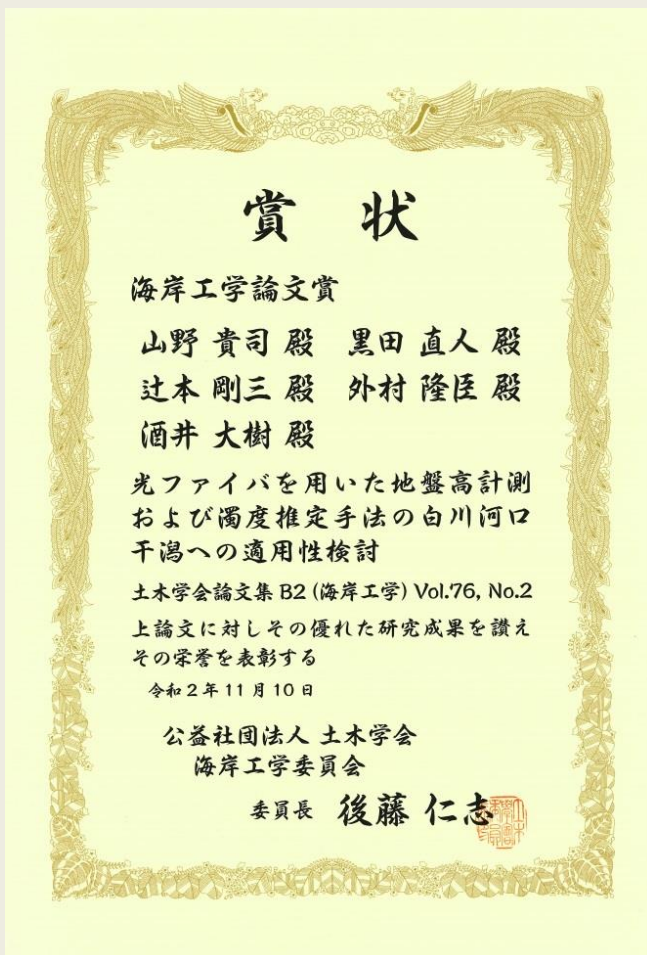 賞 状
海岸工学論文賞
山野 貴司 殿 黒田 直人 殿
辻本 剛三 殿 外村 隆臣 殿
酒井 大樹 殿
光ファイバを用いた地盤高計測
および濁度推定手法の白川河口
干潟への適用性検討
土木学会論文集 B2 (海岸工学) Vol.76, No.2
上論文に対しその優れた研究成果を讃え
その栄誉を表彰する
令和2年11月10日
公益社団法人 土木学会
海岸工学委員会
委員長 後藤 仁志